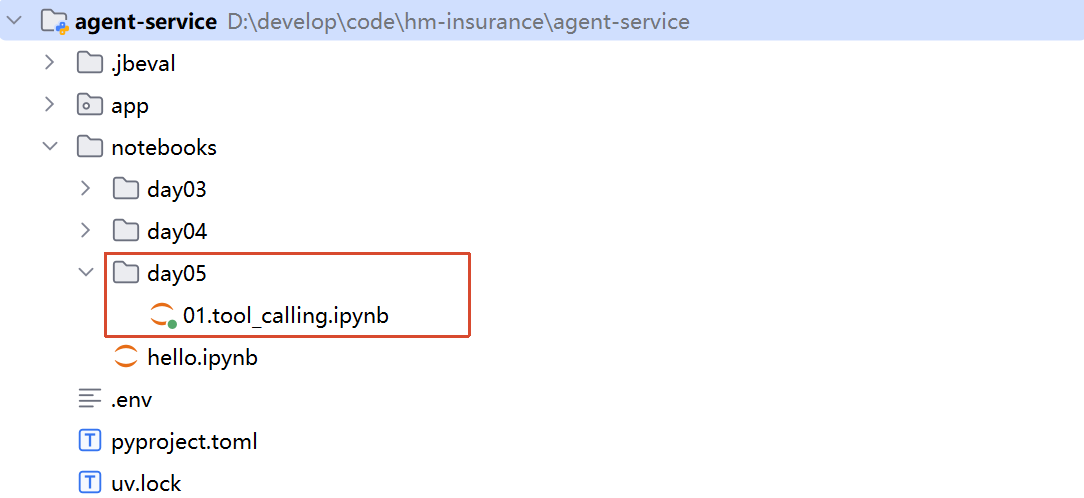 agent-service D:\develop\code\hm-insurance\agent-service
.jbeval
app
notebooks
day03
day04
day05
01.tool_calling.ipynb
hello.ipynb
.env
pyproject.toml
uv.lock